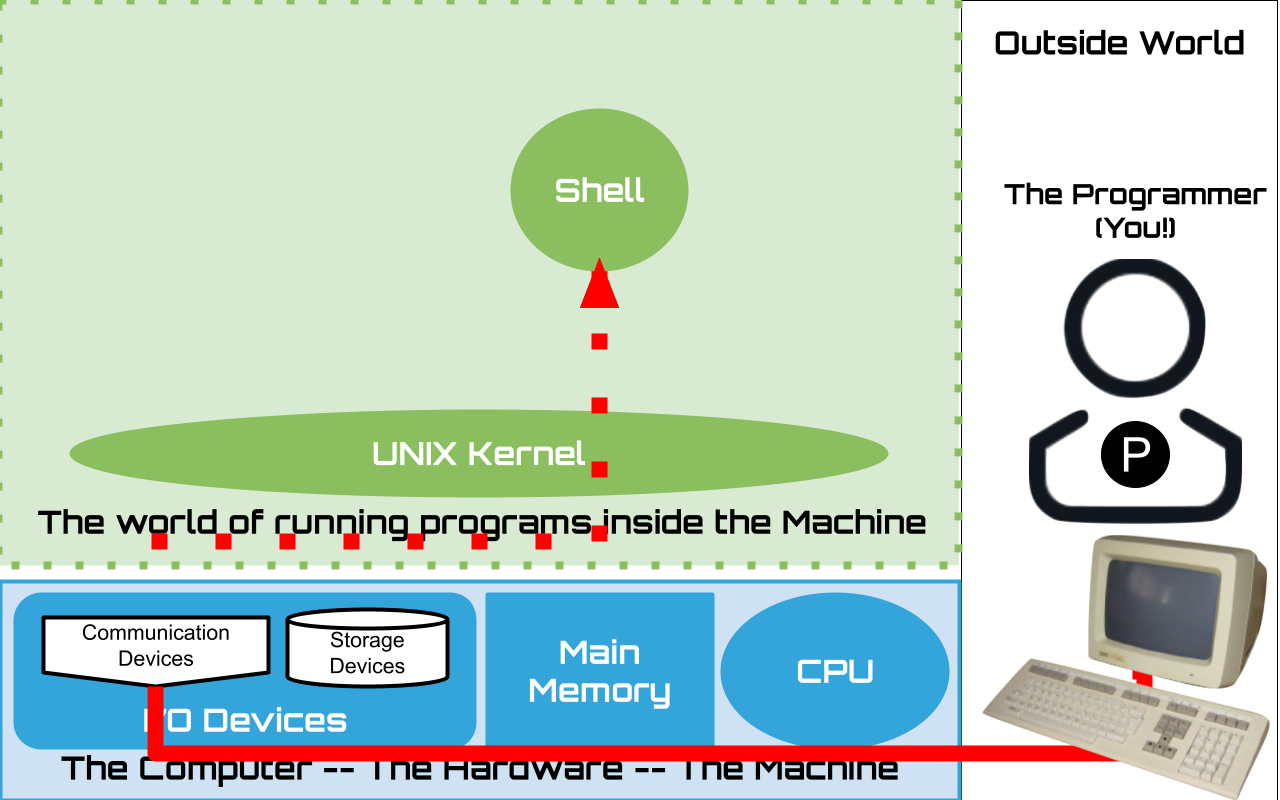 Outside World
The Programmer
(You!)
P
Shell
UNIX Kernel
The world of running programs inside the Machine
Communication
Devices
Storage
Devices
I/O Devices
Main
Memory
CPU
The Computer -- The Hardware -- The Machine